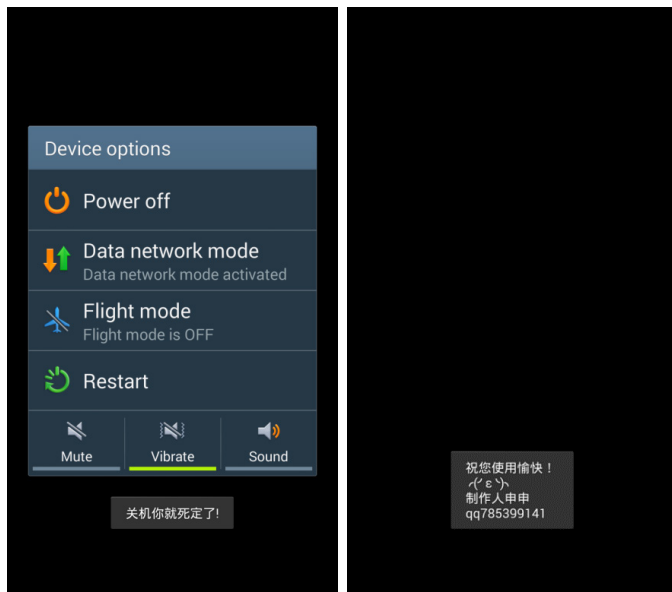 Device options
Power off
Data network mode
Data network mode activated
Flight mode
Flight mode is OFF
Restart
Mute
Vibrate
Sound
关机你就死定了!
祝您使用愉快！
╭(′ε`)╮
制作人申申
qq785399141